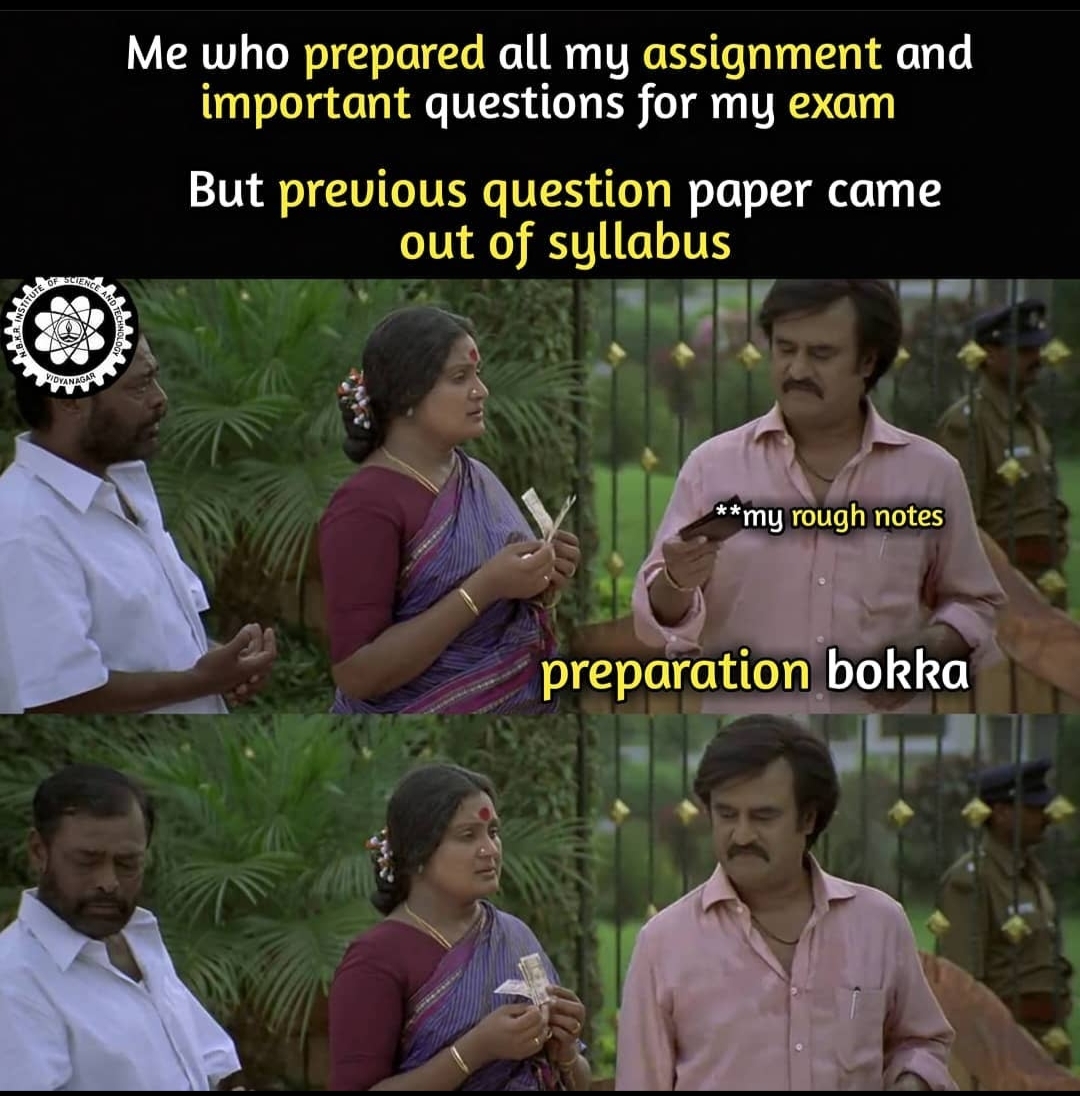 Me who prepared all my assignment and
important questions for my exam
But previous question paper came
out of syllabus
N.B.K.R. INSTITUTE OF SCIENCE AND TECHNOLOGY
VIDYANAGAR
**my rough notes
preparation bokka